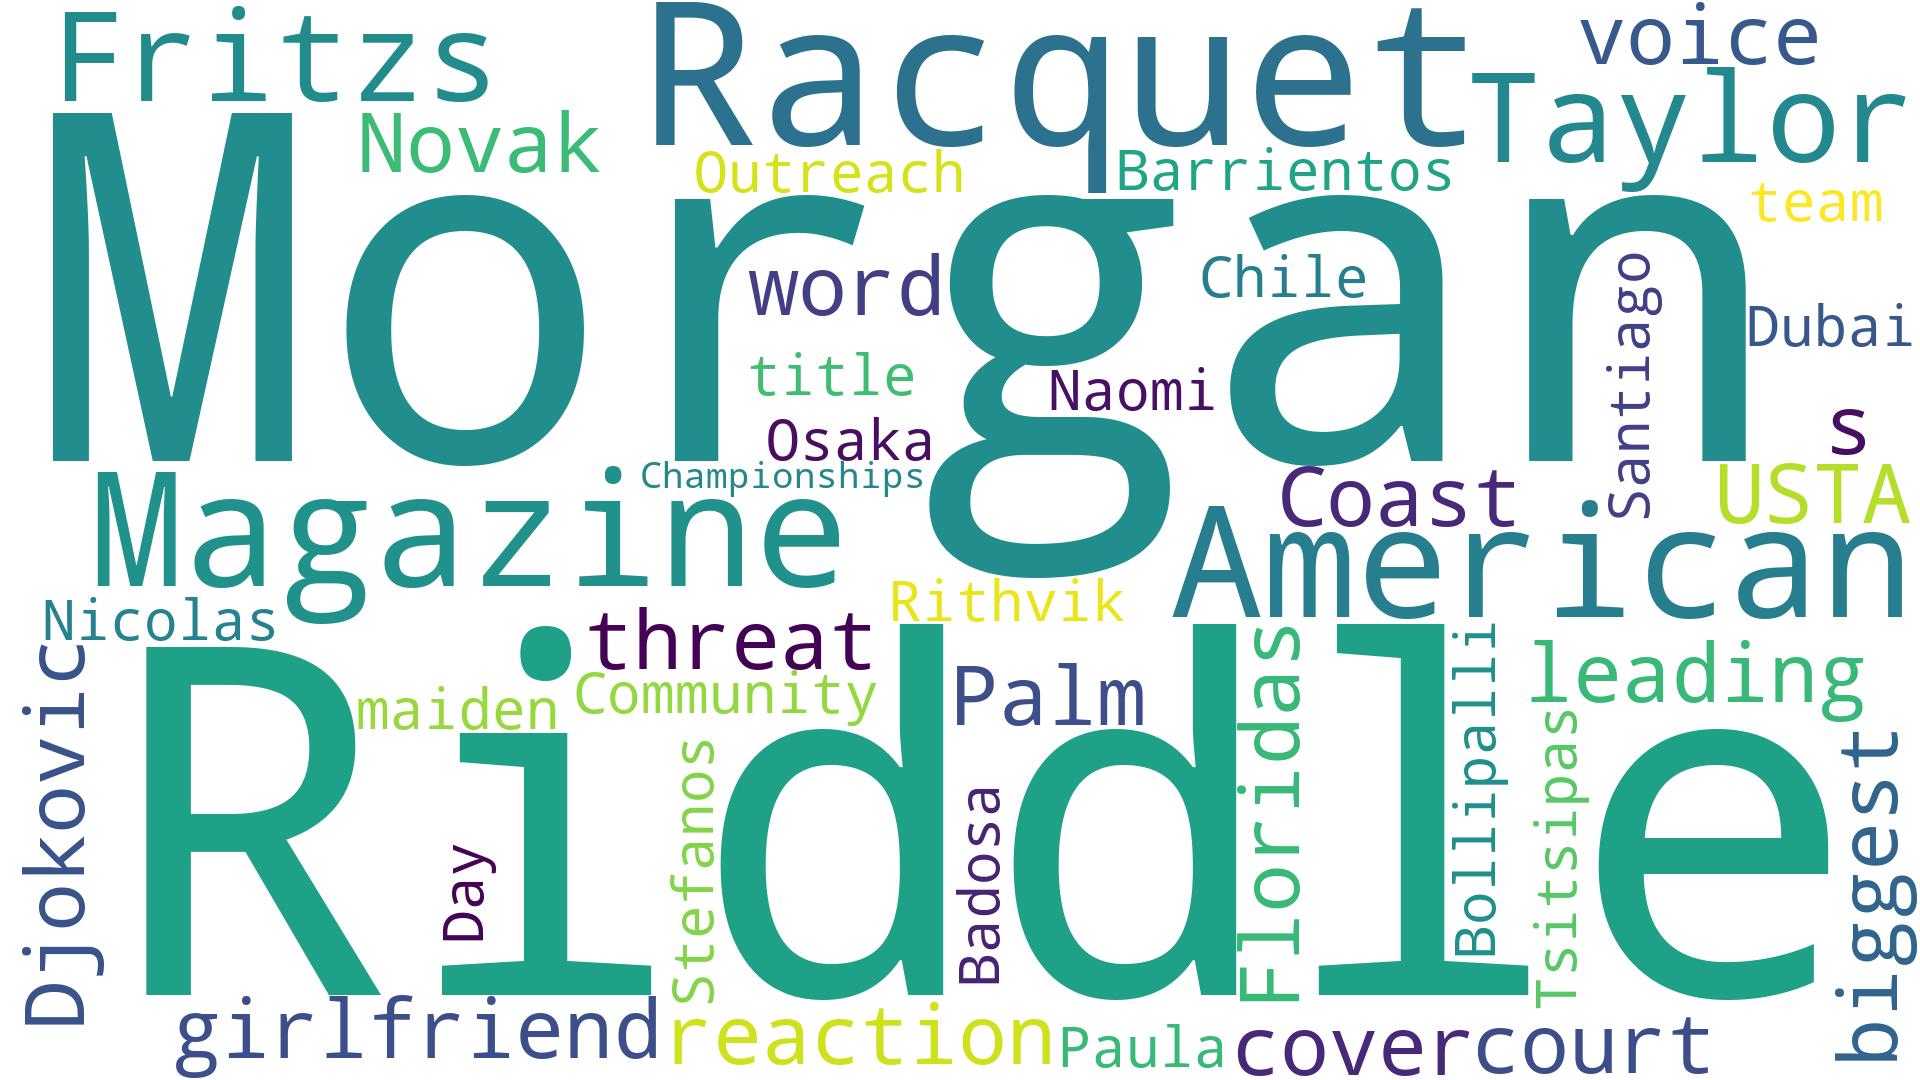 Fritzs
Racquet
voice
Taylor
Novak
Outreach
Barrientos
team
Morgan
word
Chile
Santiago
Dubai
title
Naomi
Osaka
s
Championships
Magazine
Coast
USTA
American
Nicolas
threat
Rithvik
Djokovic
Riddle
maiden
Community
Palm
Floridas
Bollipalli
leading
Stefanos
Day
Badosa
Tsitsipas
biggest
girlfriend
reaction
Paula
cover
court